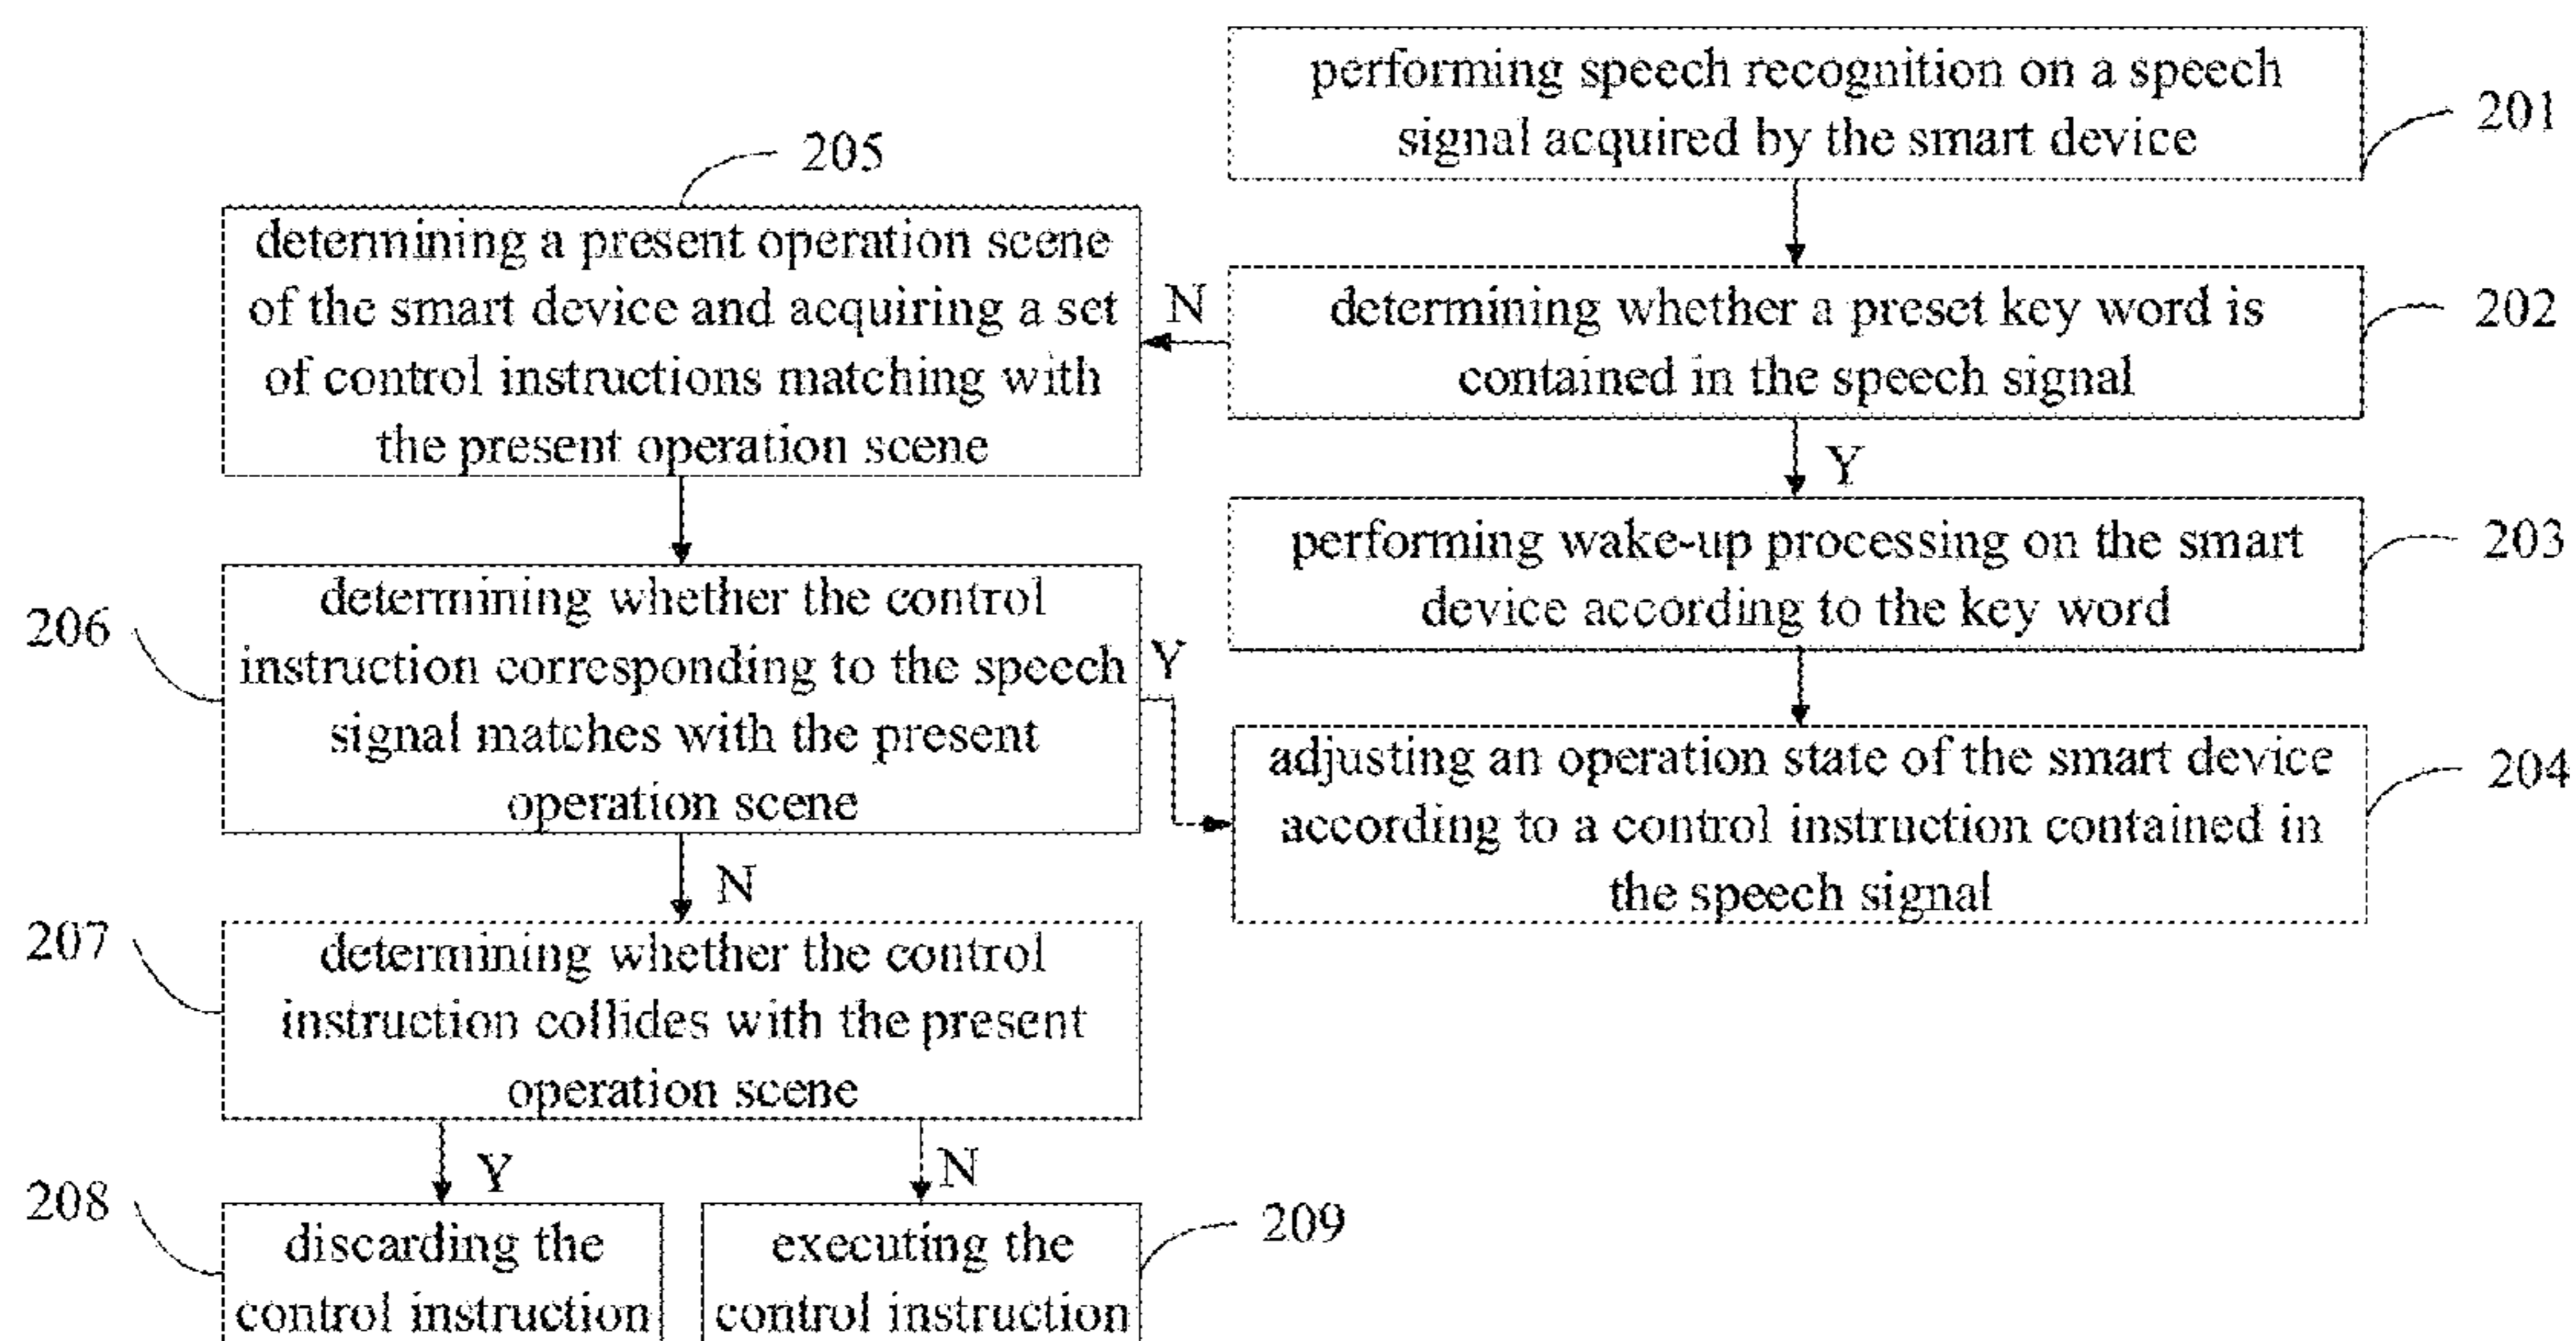 performing speech recognition on a speech
signal acquired by the smart device
201
determining whether a preset key word is
contained in the speech signal
202
N
Y
performing wake-up processing on the smart
device according to the key word
203
adjusting an operation state of the smart device
according to a control instruction contained in
the speech signal
204
205
determining a present operation scene
of the smart device and acquiring a set
of control instructions matching with
the present operation scene
206
determining whether the control
instruction corresponding to the speech
signal matches with the present
operation scene
Y
N
207
determining whether the control
instruction collides with the present
operation scene
Y
N
208
discarding the
control instruction
executing the
control instruction
209